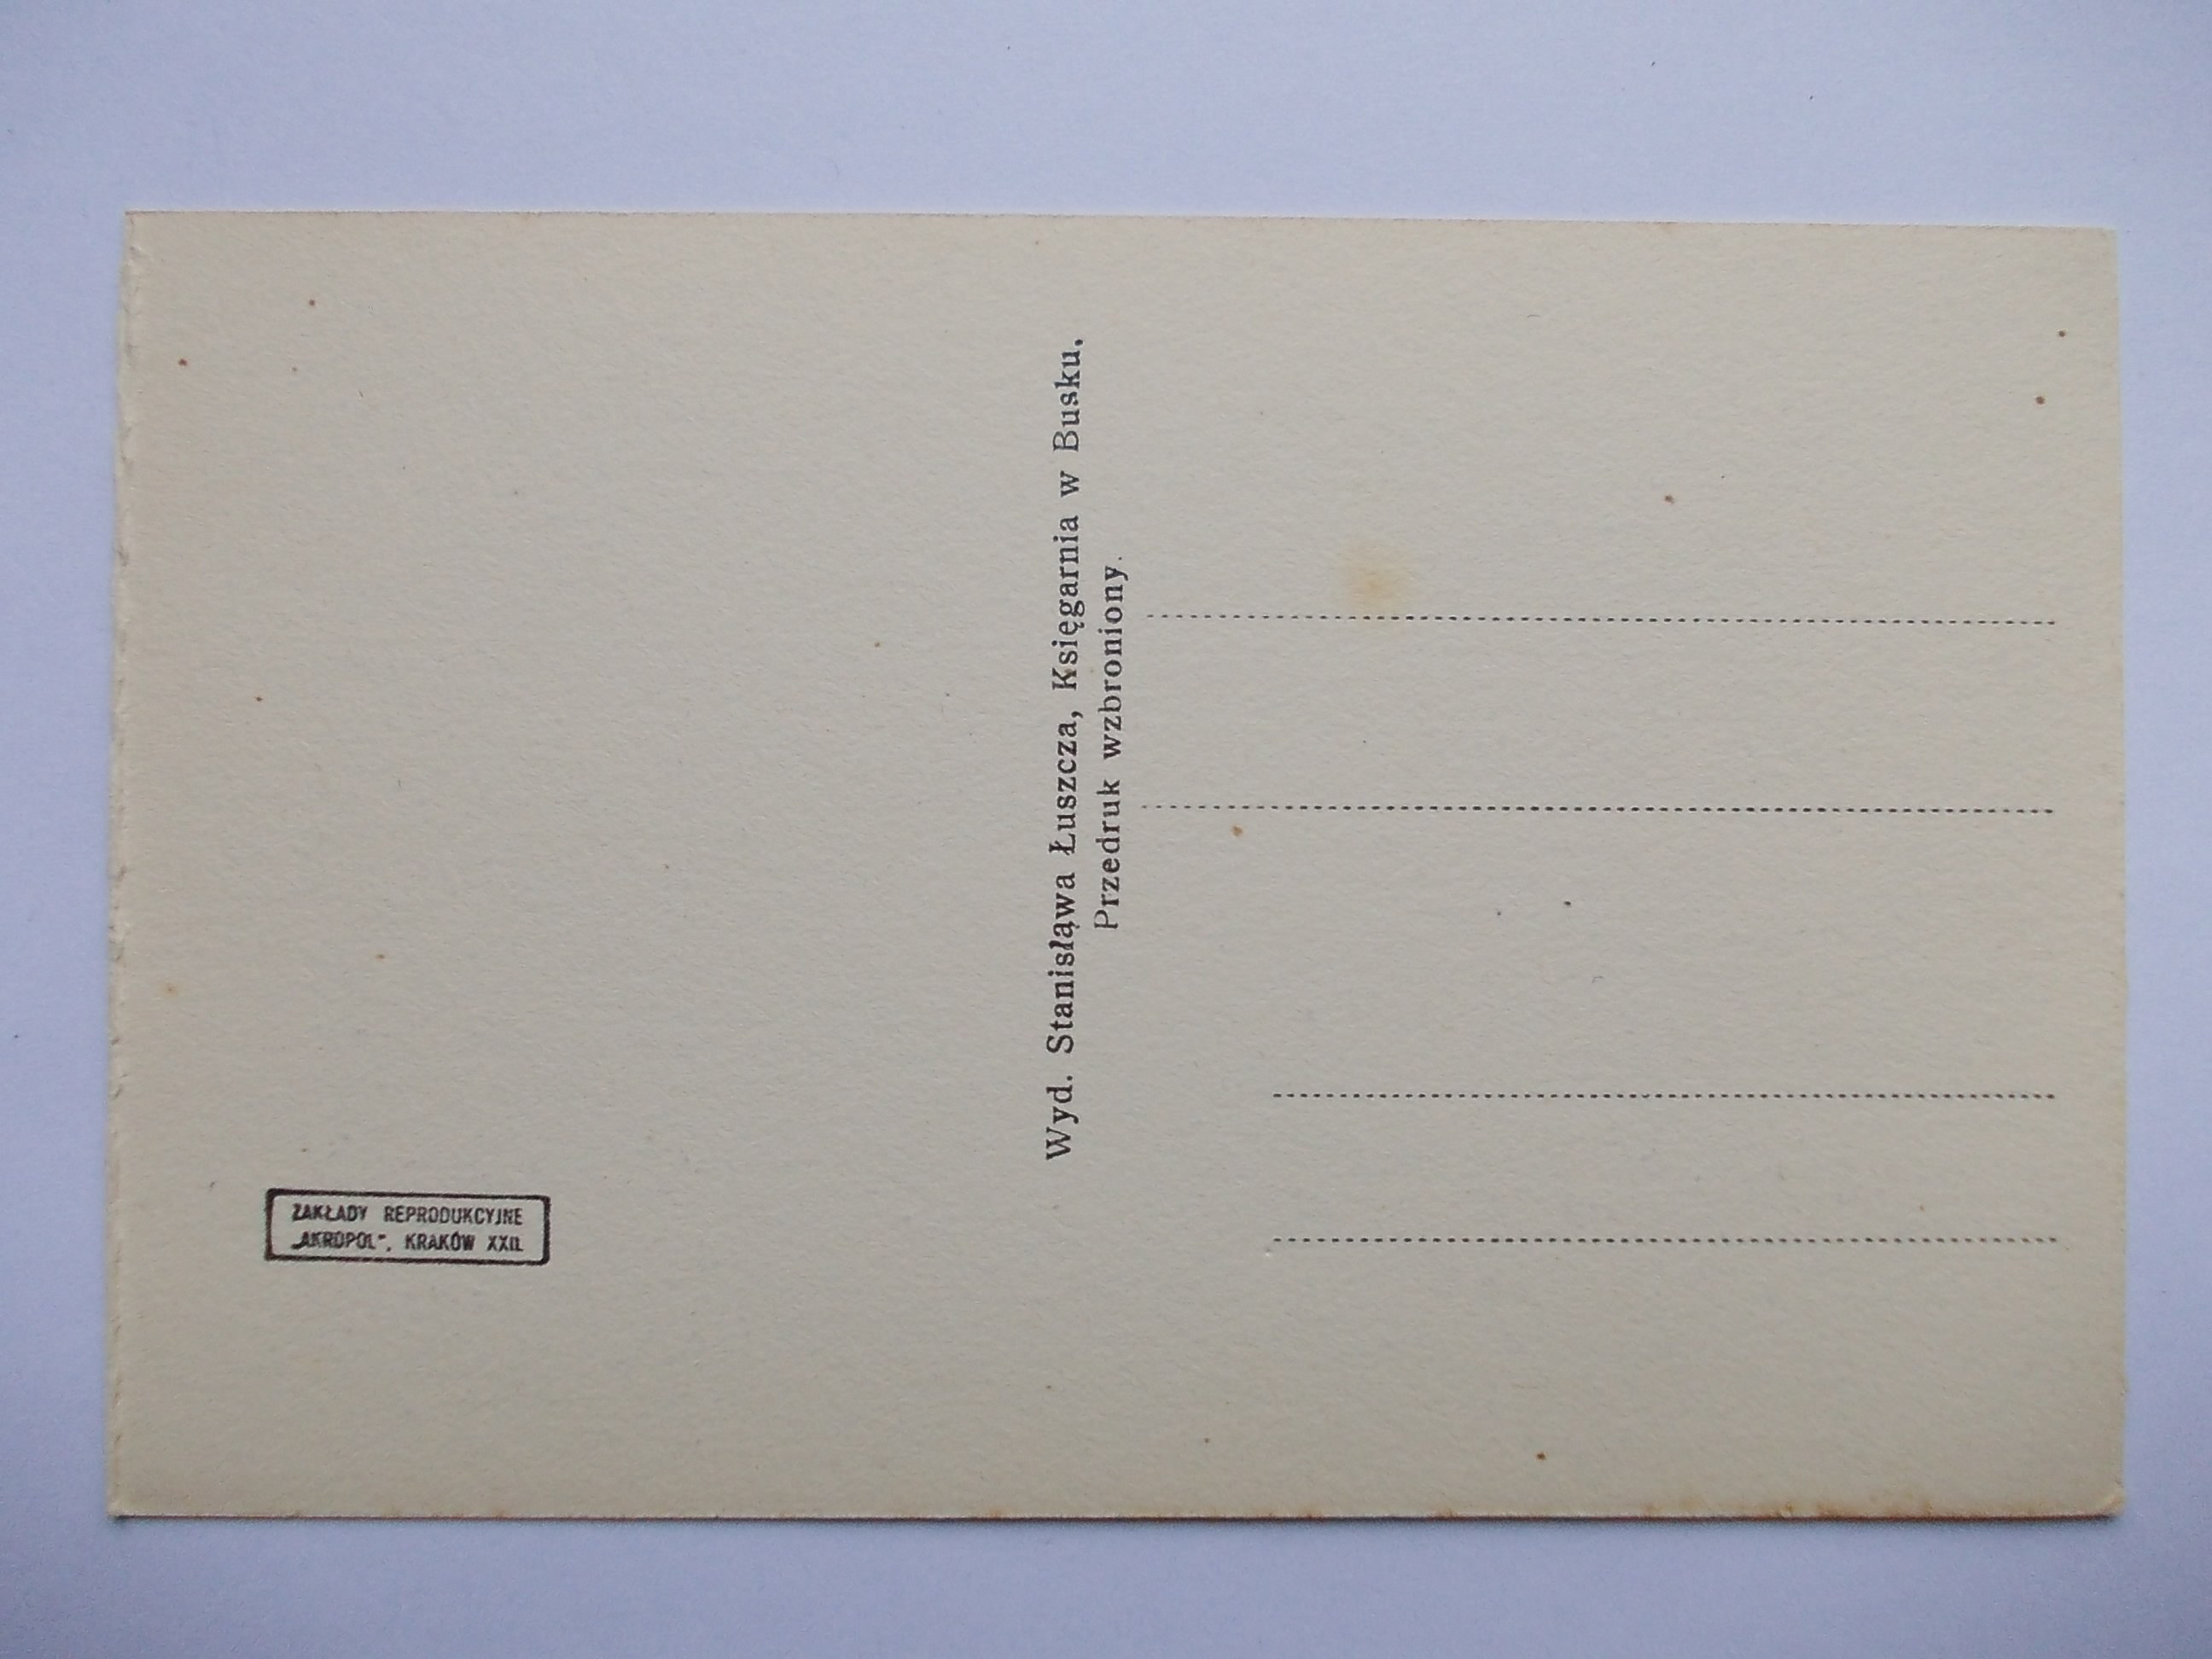 Wyd. Stanisława Łuszcza, Księgarnia w Busku.
Przedruk wzbroniony.
ZAKŁADY REPRODUKCYJNE
„AKROPOL", KRAKÓW XXII.